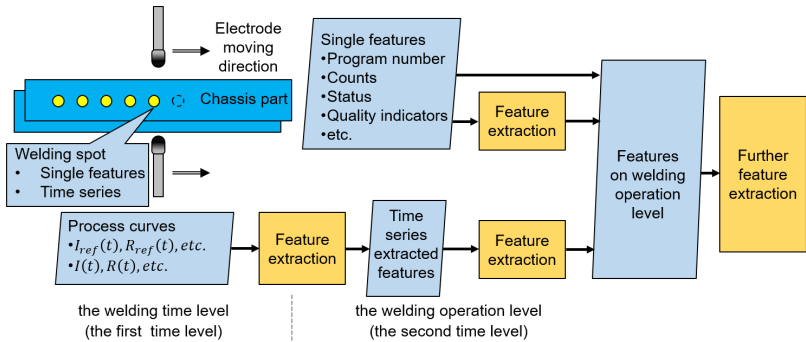 Electrode
moving
direction
Chassis part
Welding spot
• Single features
• Time series
Single features
•Program number
•Counts
•Status
•Quality indicators
•etc.
Feature
extraction
Features
on welding
operation
level
Further
feature
extraction
Process curves
•I_ref(t), R_ref(t), etc.
•I(t), R(t), etc.
Feature
extraction
Time
series
extracted
features
Feature
extraction
the welding time level
(the first time level)
the welding operation level
(the second time level)